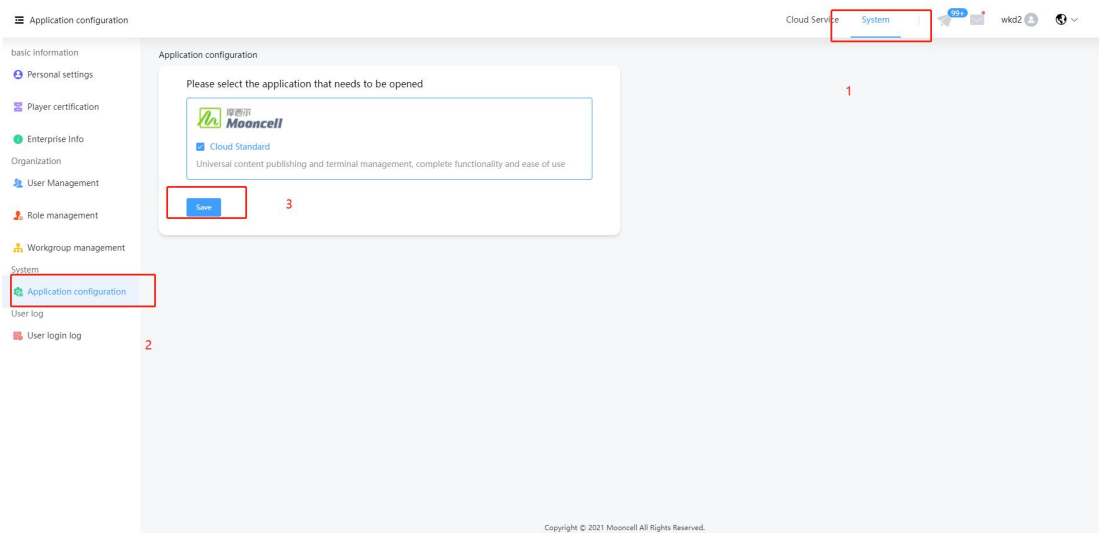 Application configuration
Cloud Service
System
99+
wkd2
basic information
Personal settings
Player certification
Enterprise Info
Organization
User Management
Role management
Workgroup management
System
Application configuration
User log
User login log
Application configuration
Please select the application that needs to be opened
摩西尔
Mooncell
Cloud Standard
Universal content publishing and terminal management, complete functionality and ease of use
Save
1
2
3
Copyright © 2021 Mooncell All Rights Reserved.